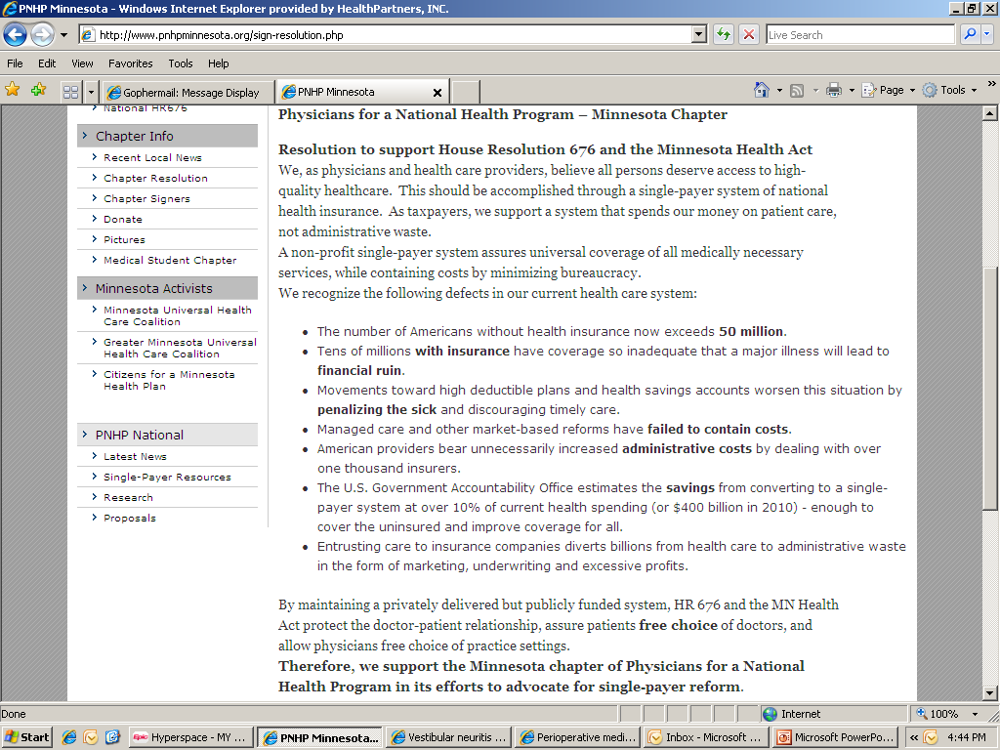 PNHP Minnesota - Windows Internet Explorer provided by HealthPartners, INC.
http://www.pnhpminnesota.org/sign-resolution.php
Live Search
File Edit View Favorites Tools Help
Gophermail: Message Display
PNHP Minnesota
Page
Tools
National HR676
Chapter Info
Recent Local News
Chapter Resolution
Chapter Signers
Donate
Pictures
Medical Student Chapter
Minnesota Activists
Minnesota Universal Health
Care Coalition
Greater Minnesota Universal
Health Care Coalition
Citizens for a Minnesota
Health Plan
PNHP National
Latest News
Single-Payer Resources
Research
Proposals
Physicians for a National Health Program – Minnesota Chapter
Resolution to support House Resolution 676 and the Minnesota Health Act
We, as physicians and health care providers, believe all persons deserve access to high-
quality healthcare.  This should be accomplished through a single-payer system of national
health insurance.  As taxpayers, we support a system that spends our money on patient care,
not administrative waste.
A non-profit single-payer system assures universal coverage of all medically necessary
services, while containing costs by minimizing bureaucracy.
We recognize the following defects in our current health care system:
• The number of Americans without health insurance now exceeds 50 million.
• Tens of millions with insurance have coverage so inadequate that a major illness will lead to
financial ruin.
• Movements toward high deductible plans and health savings accounts worsen this situation by
penalizing the sick and discouraging timely care.
• Managed care and other market-based reforms have failed to contain costs.
• American providers bear unnecessarily increased administrative costs by dealing with over
one thousand insurers.
• The U.S. Government Accountability Office estimates the savings from converting to a single-
payer system at over 10% of current health spending (or $400 billion in 2010) - enough to
cover the uninsured and improve coverage for all.
• Entrusting care to insurance companies diverts billions from health care to administrative waste
in the form of marketing, underwriting and excessive profits.
By maintaining a privately delivered but publicly funded system, HR 676 and the MN Health
Act protect the doctor-patient relationship, assure patients free choice of doctors, and
allow physicians free choice of practice settings.
Therefore, we support the Minnesota chapter of Physicians for a National
Health Program in its efforts to advocate for single-payer reform.
Done
Internet
100%
Start
Epic Hyperspace - MY ...
PNHP Minnesota...
Vestibular neuritis ...
Perioperative medi...
Inbox - Microsoft ...
Microsoft PowerPo...
4:44 PM